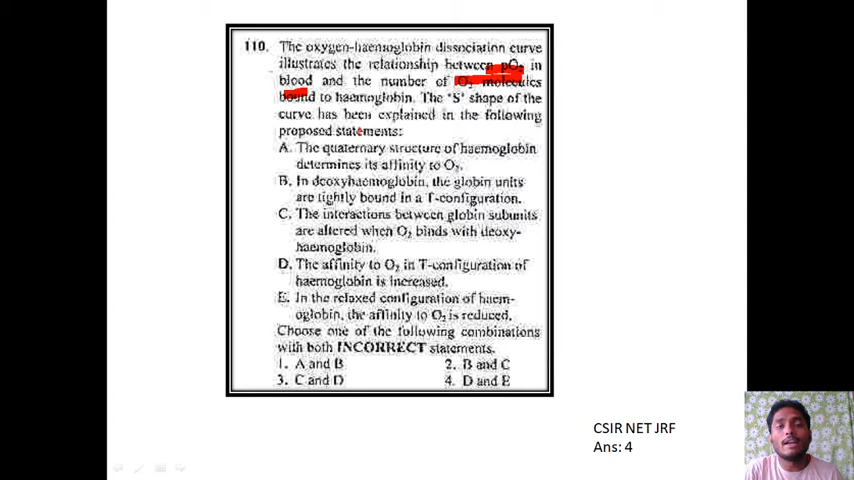 110. The oxygen-haemoglobin dissociation curve
illustrates the relationship between pO₂ in
blood and the number of O₂ molecules
bound to haemoglobin. The 'S' shape of the
curve has been explained in the following
proposed statements:
A. The quaternary structure of haemoglobin
determines its affinity to O₂.
B. In deoxyhaemoglobin, the globin units
are tightly bound in a T-configuration.
C. The interactions between globin subunits
are altered when O₂ binds with deoxy-
haemoglobin.
D. The affinity to O₂ in T-configuration of
haemoglobin is increased.
E. In the relaxed configuration of haem-
oglobin, the affinity to O₂ is reduced.
Choose one of the following combinations
with both INCORRECT statements.
1. A and B 2. B and C
3. C and D 4. D and E
CSIR NET JRF
Ans: 4